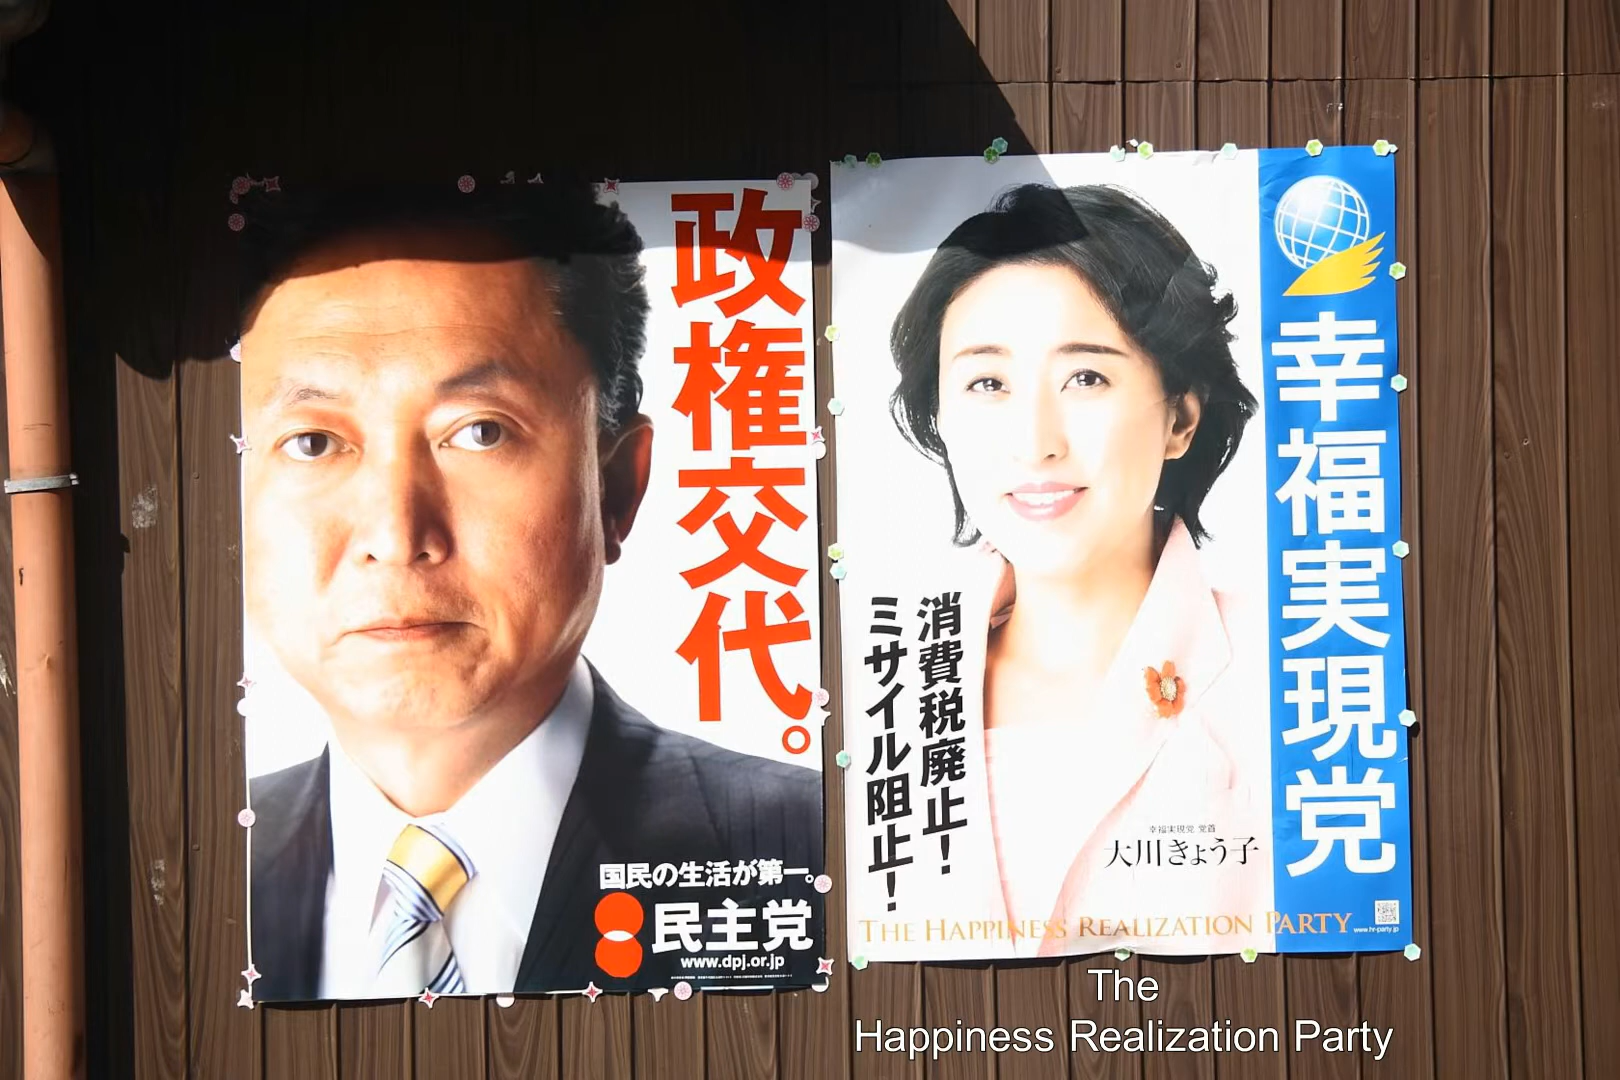 政権交代。
国民の生活が第一。
民主党
www.dpj.or.jp
幸福実現党
消費税廃止！
ミサイル阻止！
幸福実現党 党首
大川きょう子
THE HAPPINESS REALIZATION PARTY
www.hr-party.jp
The
Happiness Realization Party